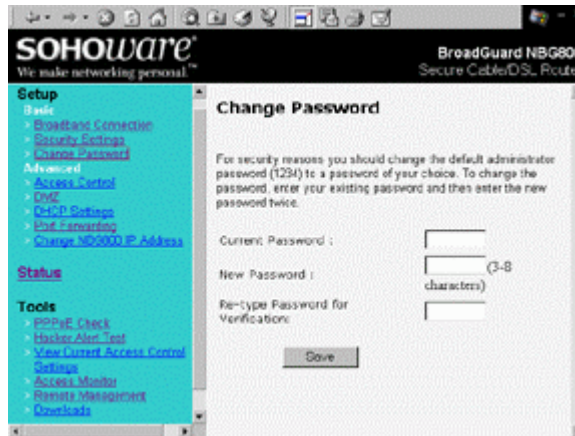 SOHOware
We make networking personal.™
BroadGuard NBG80
Secure Cable/DSL Route
Setup
Basic
> Broadband Connection
> Security Settings
> Change Password
Advanced
> Access Control
> DMZ
> DHCP Settings
> Port Forwarding
> Change NBG800 IP Address
Status
Tools
> PPPoE Check
> Hacker Alert Test
> View Current Access Control
Settings
> Access Monitor
> Remote Management
> Downloads
Change Password
For security reasons you should change the default administrator
password (1234) to a password of your choice. To change the
password, enter your existing password and then enter the new
password twice.
Current Password :
New Password :
(3-8
characters)
Re-type Password for
Verification:
Save